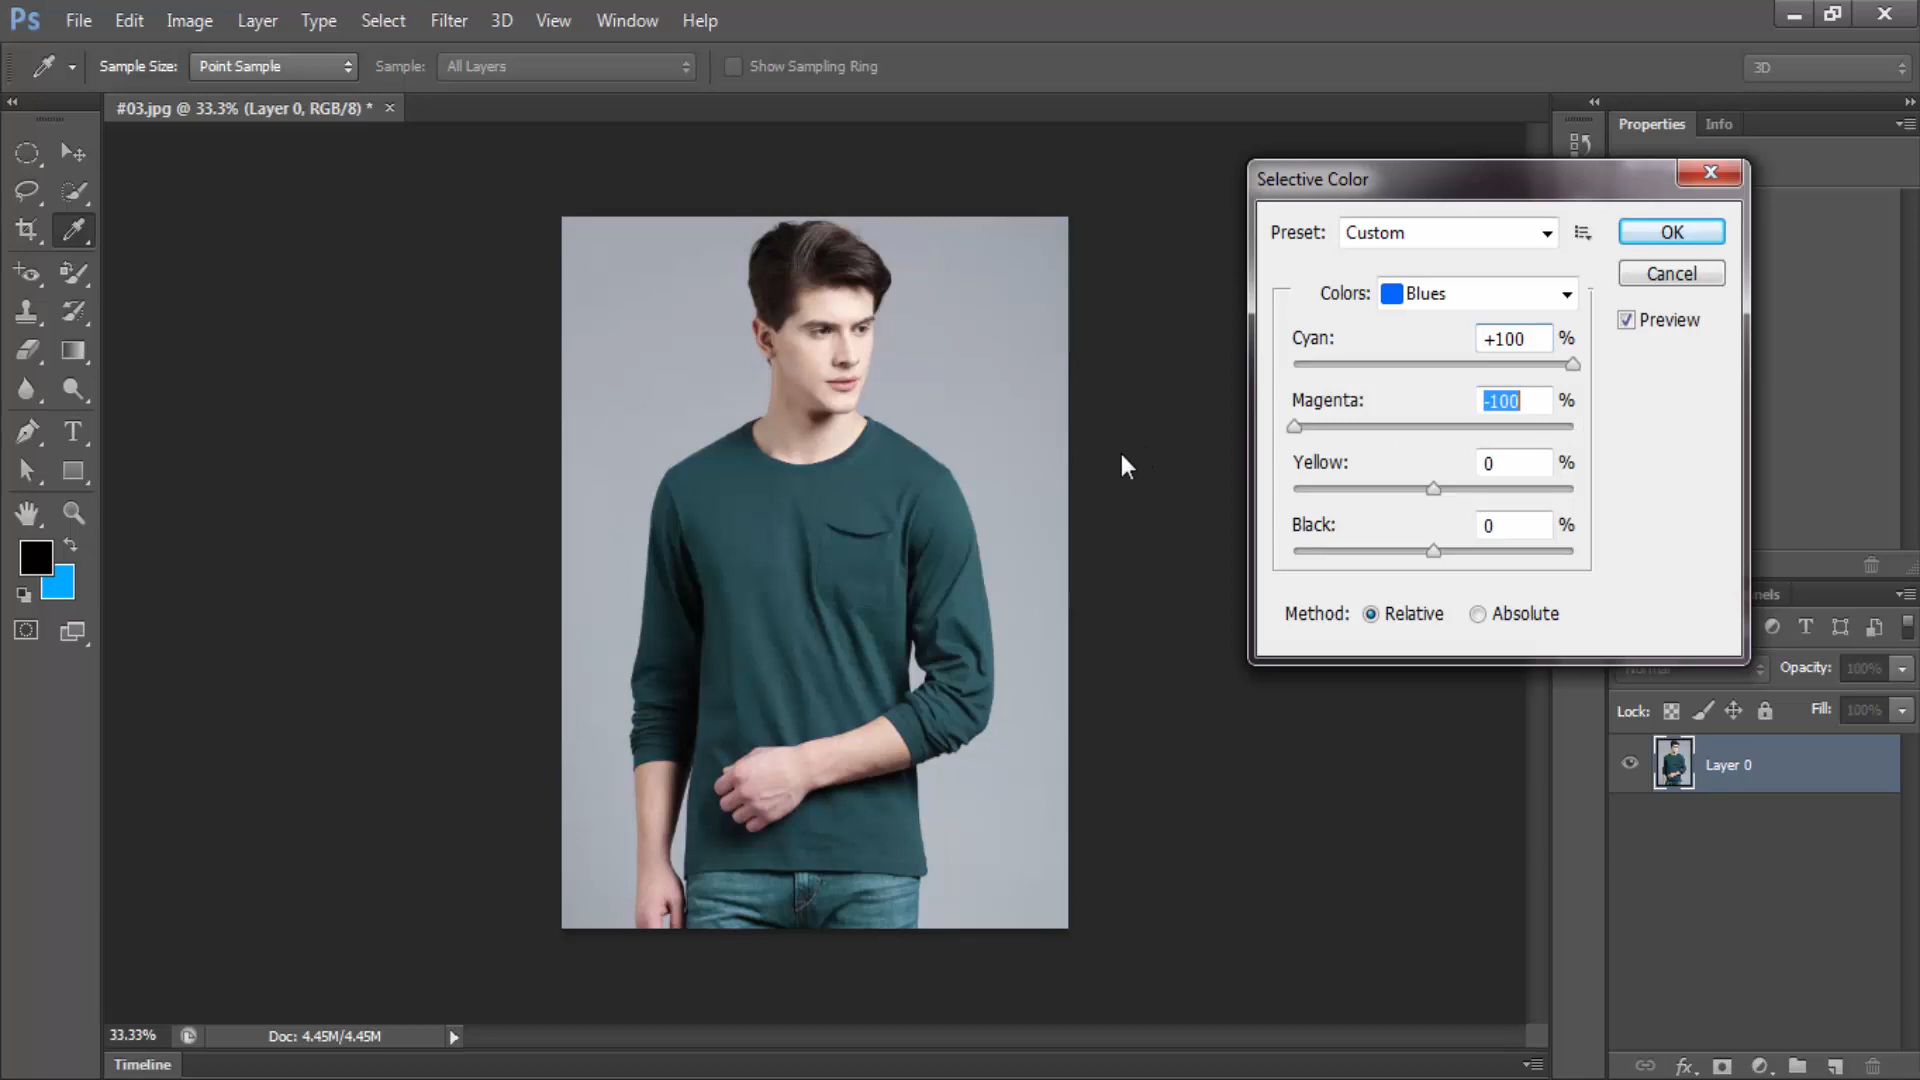 Ps File Edit Image Layer Type Select Filter 3D View Window Help
Sample Size: Point Sample Sample: All Layers Show Sampling Ring 3D
#03.jpg @ 33.3% (Layer 0, RGB/8) * ×
Properties Info
Selective Color
Preset: Custom OK
Cancel
Colors: Blues
Preview
Cyan: +100 %
Magenta: -100 %
Yellow: 0 %
Black: 0 %
Method: Relative Absolute
T
Normal Opacity: 100%
Lock: Fill: 100%
Layer 0
33.33% Doc: 4.45M/4.45M
Timeline fx